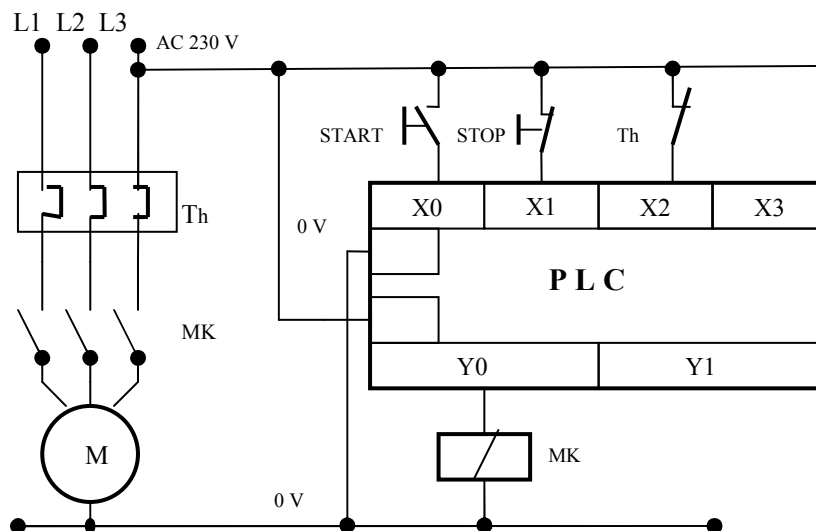 L1 L2 L3
AC 230 V
START STOP Th
X0 X1 X2 X3
Th
0 V
P L C
MK
Y0 Y1
M
MK
0 V